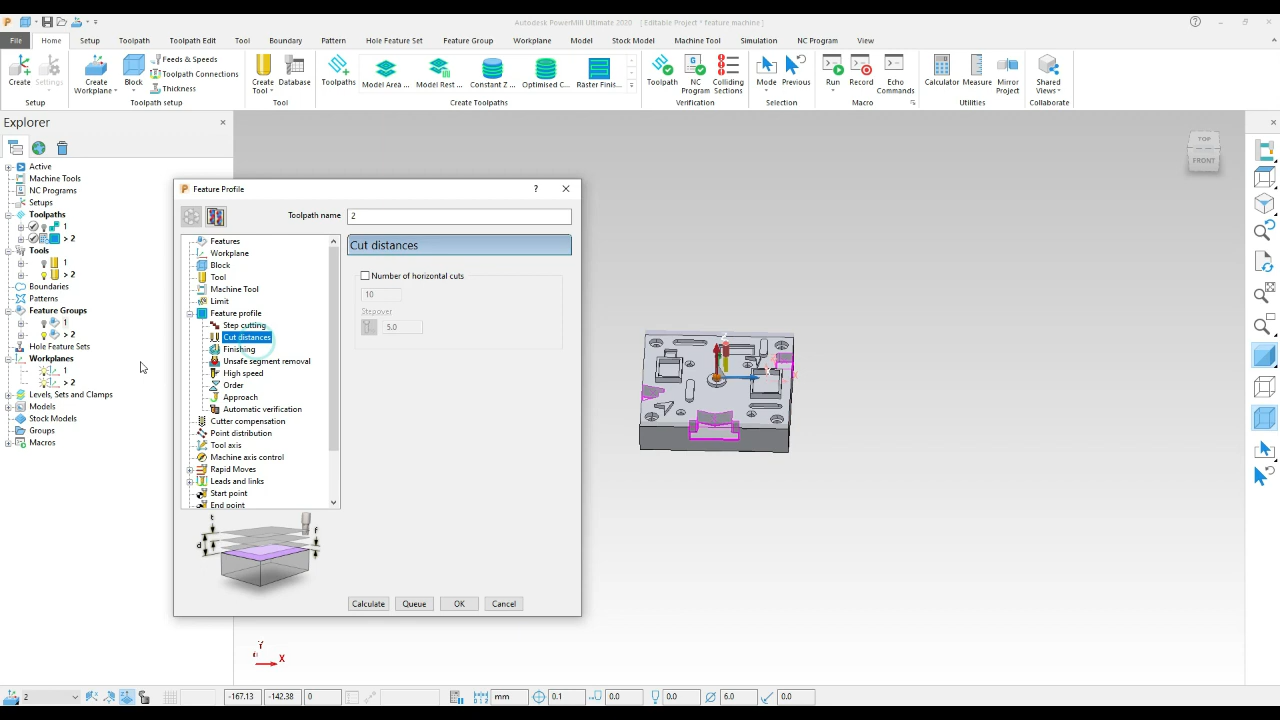 Autodesk PowerMill Ultimate 2020 [ Editable Project * feature machine ]
File Home Setup Toolpath Toolpath Edit Tool Boundary Pattern Hole Feature Set Feature Group Workplane Model Stock Model Machine Tool Simulation NC Program View
Create
Settings
Setup
Create
Workplane
Block
Feeds & Speeds
Toolpath Connections
Thickness
Toolpath setup
Create
Tool
Database
Tool
Toolpaths
Model Area ...
Model Rest ...
Constant Z ...
Optimised C...
Raster Finis...
Create Toolpaths
Toolpath
NC
Program
Colliding
Sections
Verification
Mode
Previous
Selection
Run
Record
Echo
Commands
Macro
Calculator
Measure
Mirror
Project
Utilities
Shared
Views
Collaborate
Explorer
Active
Machine Tools
NC Programs
Setups
Toolpaths
1
> 2
Tools
1
> 2
Boundaries
Patterns
Feature Groups
1
> 2
Hole Feature Sets
Workplanes
1
> 2
Levels, Sets and Clamps
Models
Stock Models
Groups
Macros
Feature Profile
?
Toolpath name 2
Features
Workplane
Block
Tool
Machine Tool
Limit
Feature profile
Step cutting
Cut distances
Finishing
Unsafe segment removal
High speed
Order
Approach
Automatic verification
Cutter compensation
Point distribution
Tool axis
Machine axis control
Rapid Moves
Leads and links
Start point
End point
Cut distances
Number of horizontal cuts
10
Stepover
5.0
t
d
f
Calculate Queue OK Cancel
TOP
FRONT
Y
X
2 -167.13 -142.38 0 mm 0.1 0.0 0.0 6.0 0.0